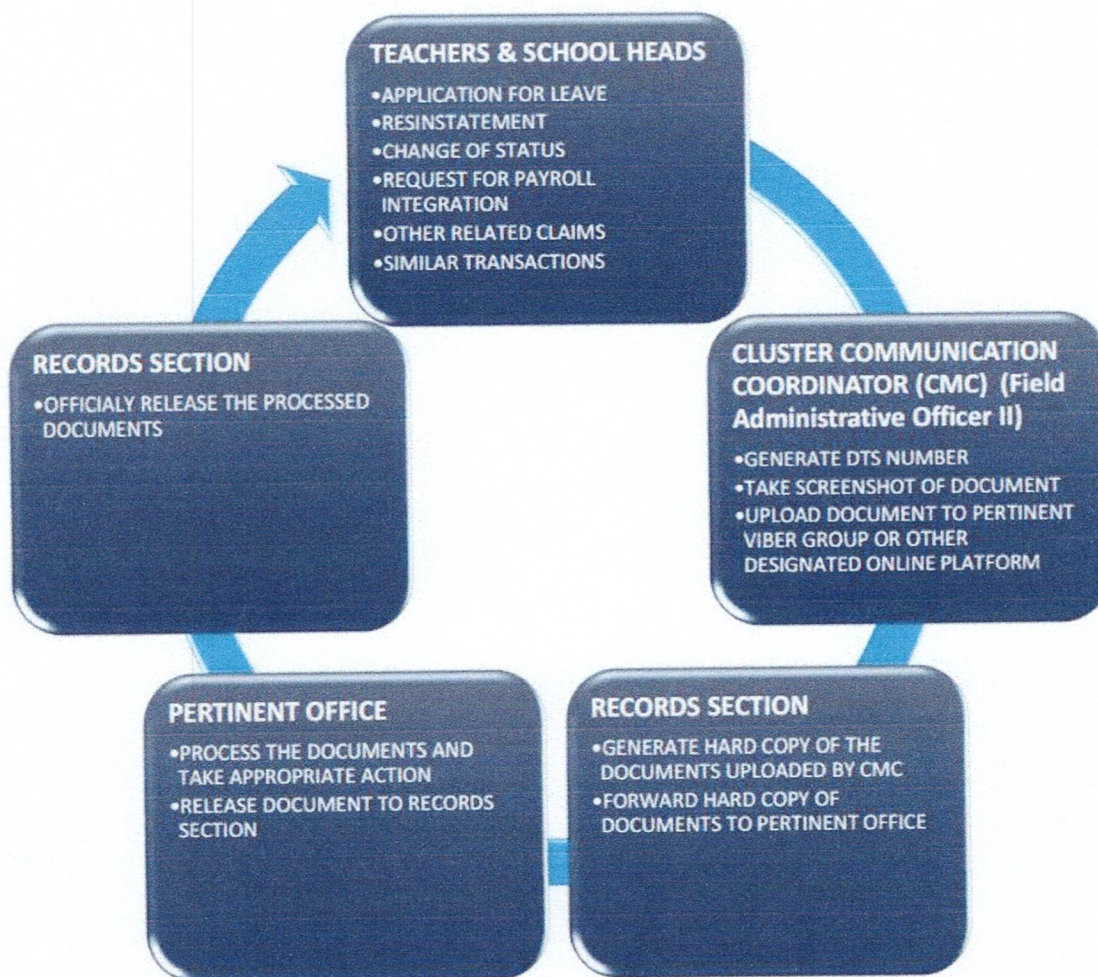 TEACHERS & SCHOOL HEADS
•APPLICATION FOR LEAVE
•RESINSTATEMENT
•CHANGE OF STATUS
•REQUEST FOR PAYROLL
INTEGRATION
•OTHER RELATED CLAIMS
•SIMILAR TRANSACTIONS
CLUSTER COMMUNICATION
COORDINATOR (CMC) (Field
Administrative Officer II)
•GENERATE DTS NUMBER
•TAKE SCREENSHOT OF DOCUMENT
•UPLOAD DOCUMENT TO PERTINENT
VIBER GROUP OR OTHER
DESIGNATED ONLINE PLATFORM
RECORDS SECTION
•GENERATE HARD COPY OF THE
DOCUMENTS UPLOADED BY CMC
•FORWARD HARD COPY OF
DOCUMENTS TO PERTINENT OFFICE
PERTINENT OFFICE
•PROCESS THE DOCUMENTS AND
TAKE APPROPRIATE ACTION
•RELEASE DOCUMENT TO RECORDS
SECTION
RECORDS SECTION
•OFFICIALY RELEASE THE PROCESSED
DOCUMENTS